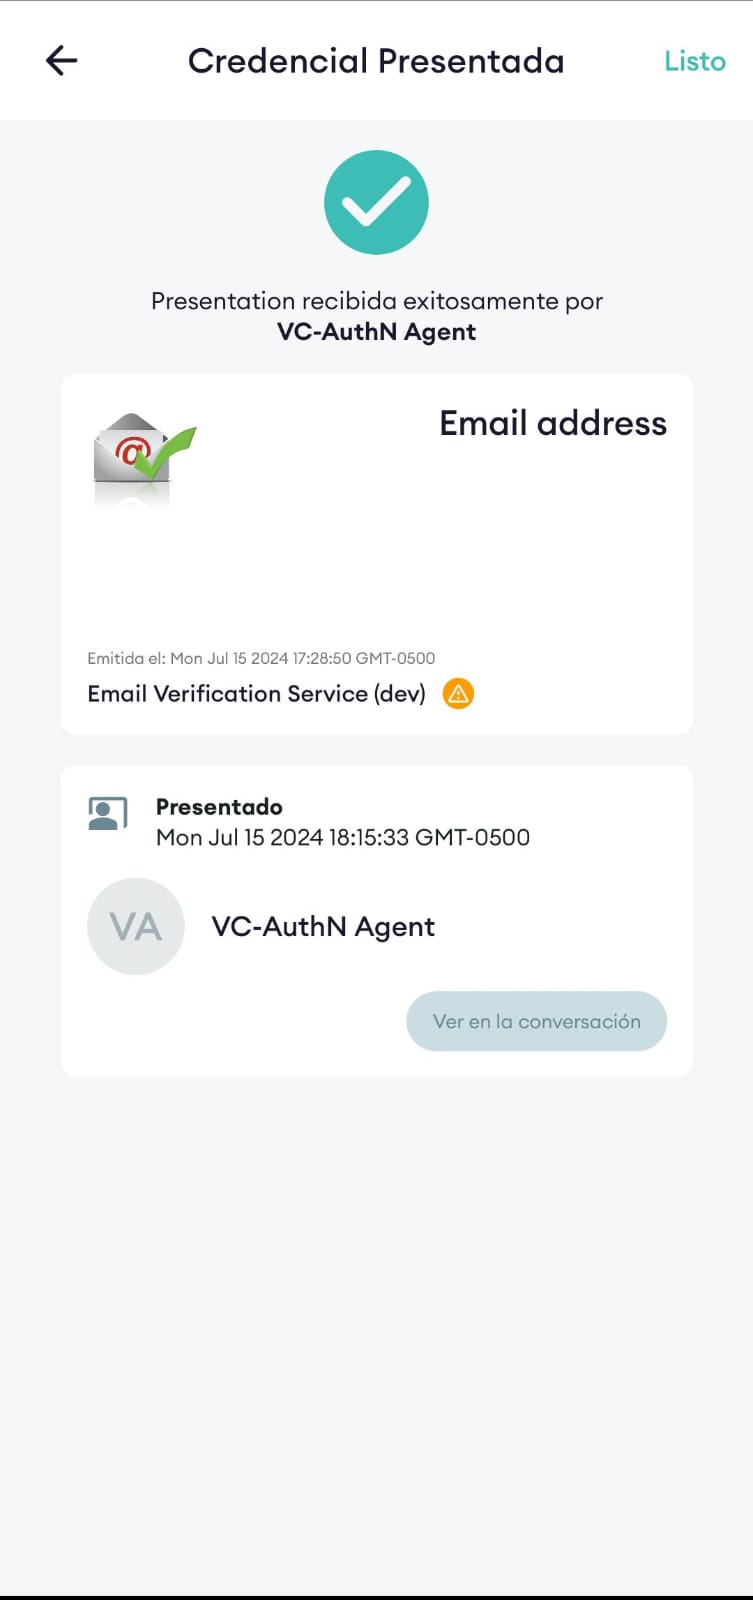 Credencial Presentada
Listo
Presentation recibida exitosamente por
VC-AuthN Agent
@
Email address
Emitida el: Mon Jul 15 2024 17:28:50 GMT-0500
Email Verification Service (dev)
Presentado
Mon Jul 15 2024 18:15:33 GMT-0500
VA
VC-AuthN Agent
Ver en la conversación